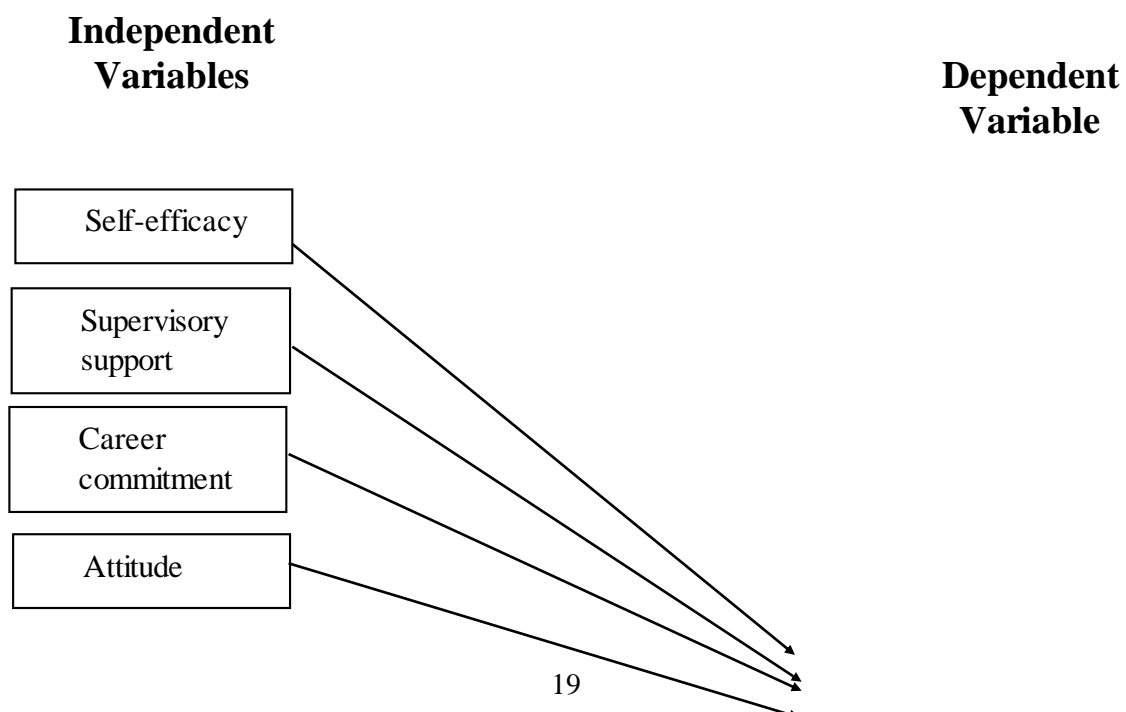 Independent
Variables
Dependent
Variable
Self-efficacy
Supervisory
support
Career
commitment
Attitude
19